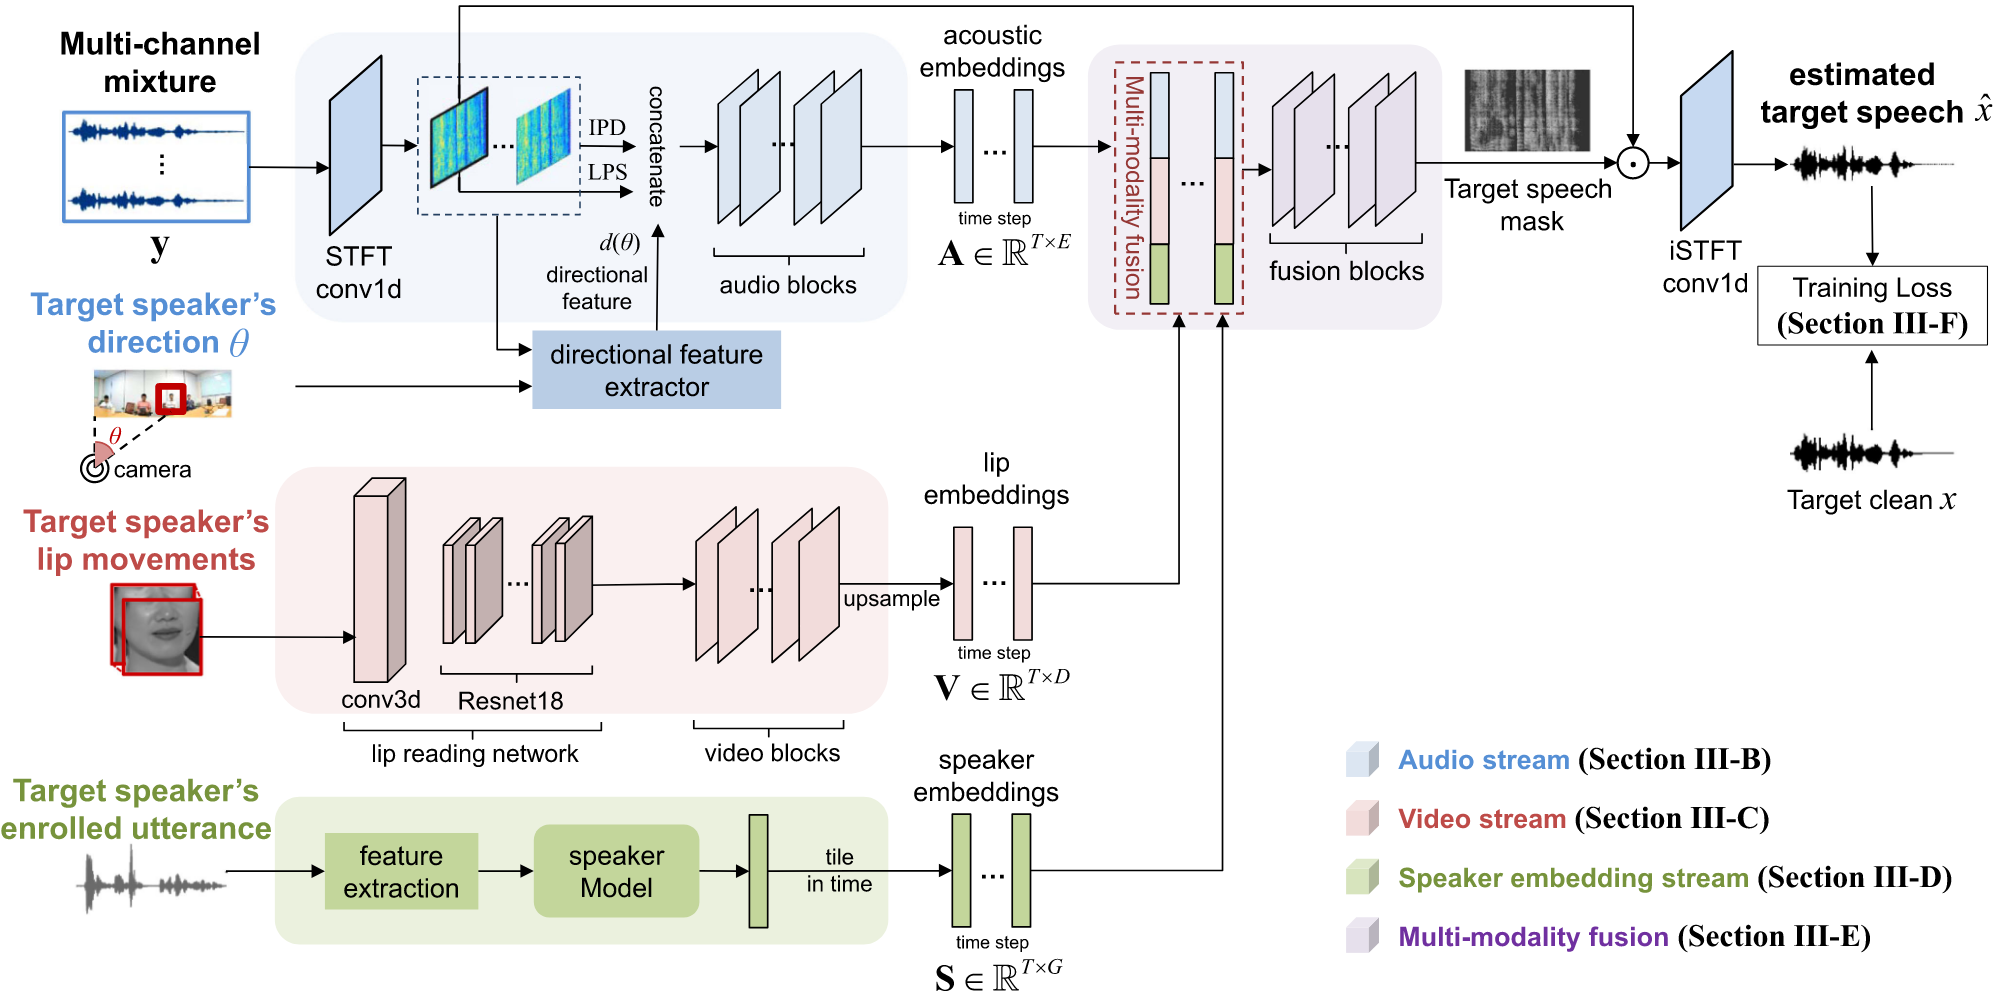 Multi-channel
mixture
y
STFT
conv1d
IPD
LPS
concatenate
d(θ)
directional
feature
audio blocks
acoustic
embeddings
...
time step
A ∈ ℝ^{T×E}
Multi-modality fusion
fusion blocks
Target speech
mask
iSTFT
conv1d
estimated
target speech x̂
Training Loss
(Section III-F)
Target clean x
Target speaker's
direction θ
θ
camera
directional feature
extractor
Target speaker's
lip movements
conv3d
Resnet18
lip reading network
video blocks
upsample
lip
embeddings
...
time step
V ∈ ℝ^{T×D}
Target speaker's
enrolled utterance
feature
extraction
speaker
Model
tile
in time
speaker
embeddings
...
time step
S ∈ ℝ^{T×G}
Audio stream (Section III-B)
Video stream (Section III-C)
Speaker embedding stream (Section III-D)
Multi-modality fusion (Section III-E)